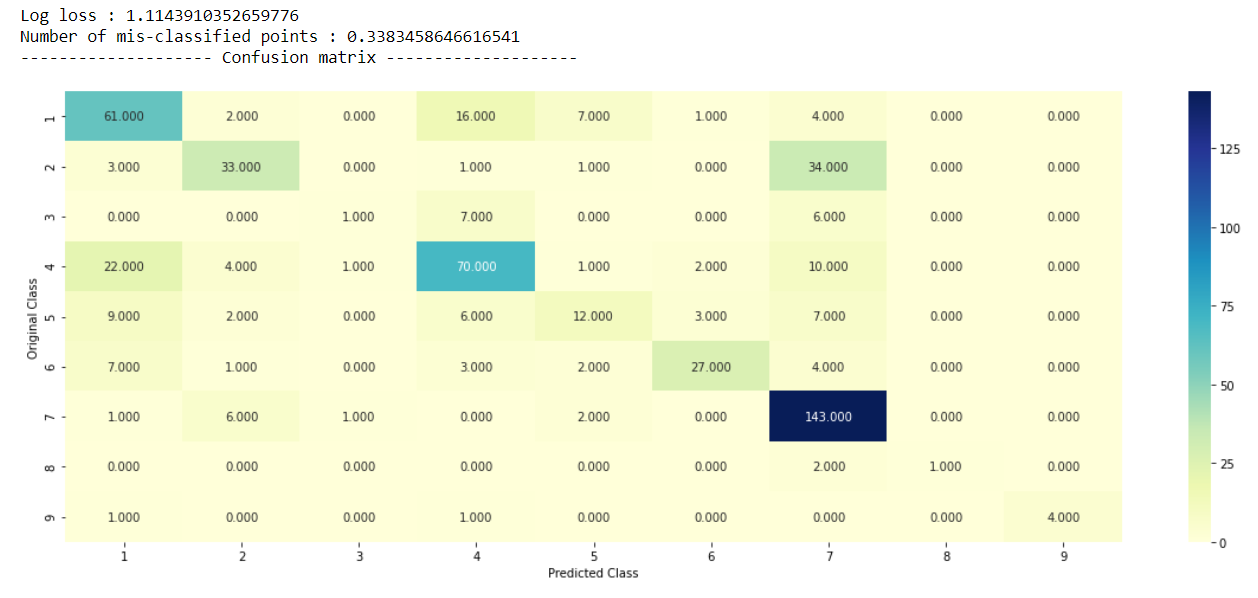 Log loss : 1.1143910352659776
Number of mis-classified points : 0.3383458646616541
-------------------- Confusion matrix --------------------
1 61.000 2.000 0.000 16.000 7.000 1.000 4.000 0.000 0.000
2 3.000 33.000 0.000 1.000 1.000 0.000 34.000 0.000 0.000
3 0.000 0.000 1.000 7.000 0.000 0.000 6.000 0.000 0.000
4 22.000 4.000 1.000 70.000 1.000 2.000 10.000 0.000 0.000
5 9.000 2.000 0.000 6.000 12.000 3.000 7.000 0.000 0.000
6 7.000 1.000 0.000 3.000 2.000 27.000 4.000 0.000 0.000
7 1.000 6.000 1.000 0.000 2.000 0.000 143.000 0.000 0.000
8 0.000 0.000 0.000 0.000 0.000 0.000 2.000 1.000 0.000
9 1.000 0.000 0.000 1.000 0.000 0.000 0.000 0.000 4.000
1 2 3 4 5 6 7 8 9
Predicted Class
Original Class
125
100
75
50
25
0